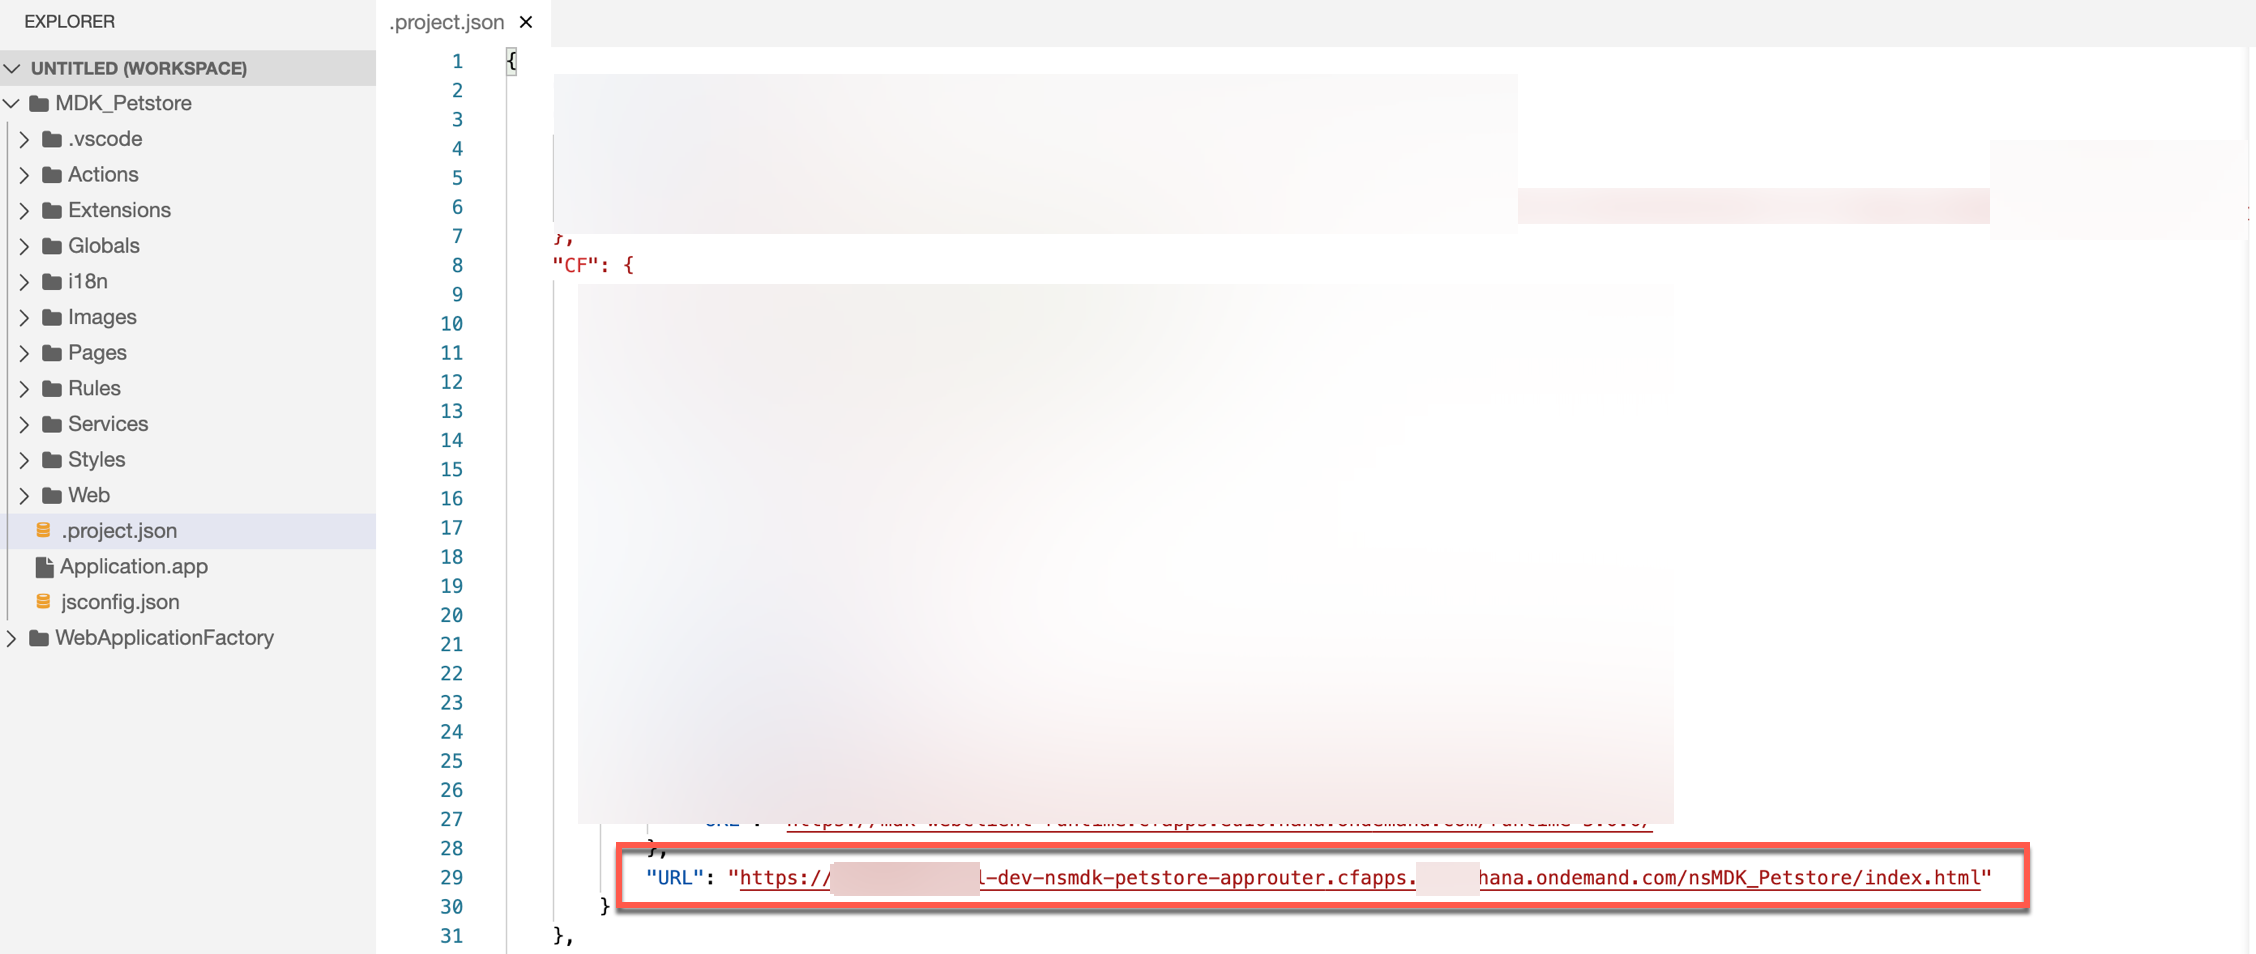 EXPLORER
UNTITLED (WORKSPACE)
MDK_Petstore
.vscode
Actions
Extensions
Globals
i18n
Images
Pages
Rules
Services
Styles
Web
.project.json
Application.app
jsconfig.json
WebApplicationFactory
.project.json ×
1 {
2
3
4
5
6
7 },
8 "CF": {
9
10
11
12
13
14
15
16
17
18
19
20
21
22
23
24
25
26
27
28 },
29 "URL": "https:// l-dev-nsmdk-petstore-approuter.cfapps. hana.ondemand.com/nsMDK_Petstore/index.html"
30 }
31 },